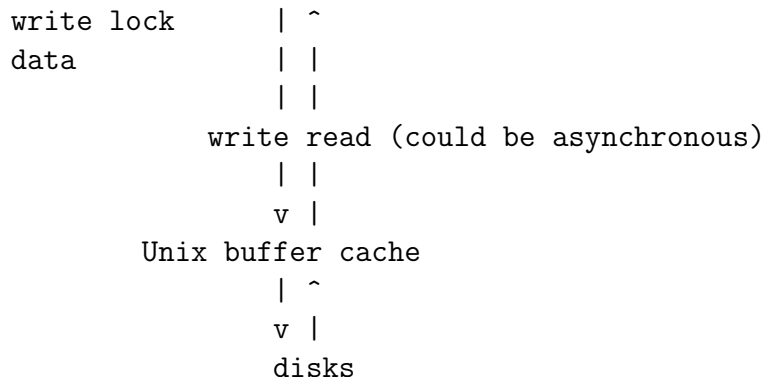 write lock | ^
data | |
| |
write read (could be asynchronous)
| |
v |
Unix buffer cache
| ^
v |
disks